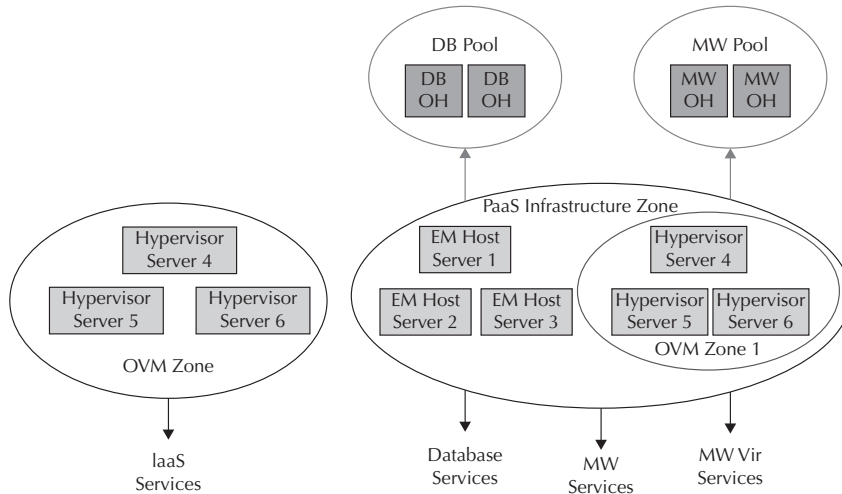 DB Pool
DB
OH
DB
OH
MW Pool
MW
OH
MW
OH
Hypervisor
Server 4
Hypervisor
Server 5
Hypervisor
Server 6
OVM Zone
IaaS
Services
PaaS Infrastructure Zone
EM Host
Server 1
EM Host
Server 2
EM Host
Server 3
Hypervisor
Server 4
Hypervisor
Server 5
Hypervisor
Server 6
OVM Zone 1
Database
Services
MW
Services
MW Vir
Services